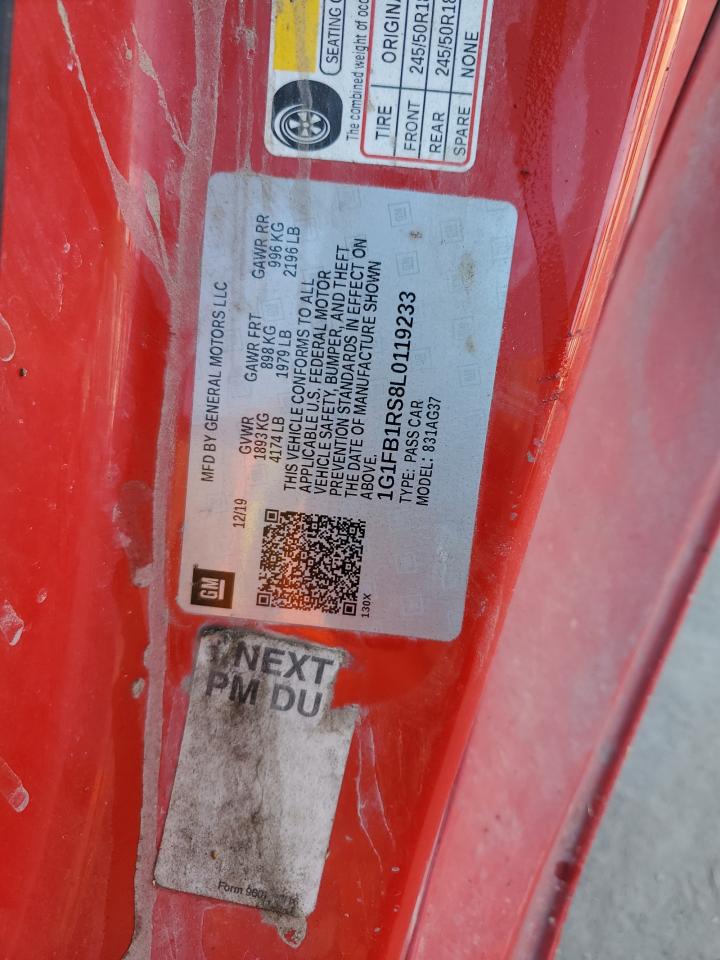 SEATING
The combined weight of occ
TIRE ORIGINA
FRONT 245/50R18
REAR 245/50R18
SPARE NONE
MFD BY GENERAL MOTORS LLC
GM
12/19
GVWR GAWR FRT GAWR RR
1893 KG 898 KG 996 KG
4174 LB 1979 LB 2196 LB
THIS VEHICLE CONFORMS TO ALL
APPLICABLE U.S. FEDERAL MOTOR
VEHICLE SAFETY, BUMPER, AND THEFT
PREVENTION STANDARDS IN EFFECT ON
THE DATE OF MANUFACTURE SHOWN
ABOVE.
1G1FB1RS8L0119233
TYPE: PASS CAR
MODEL: 831AG37
130X
NEXT
PM DU
Form 960